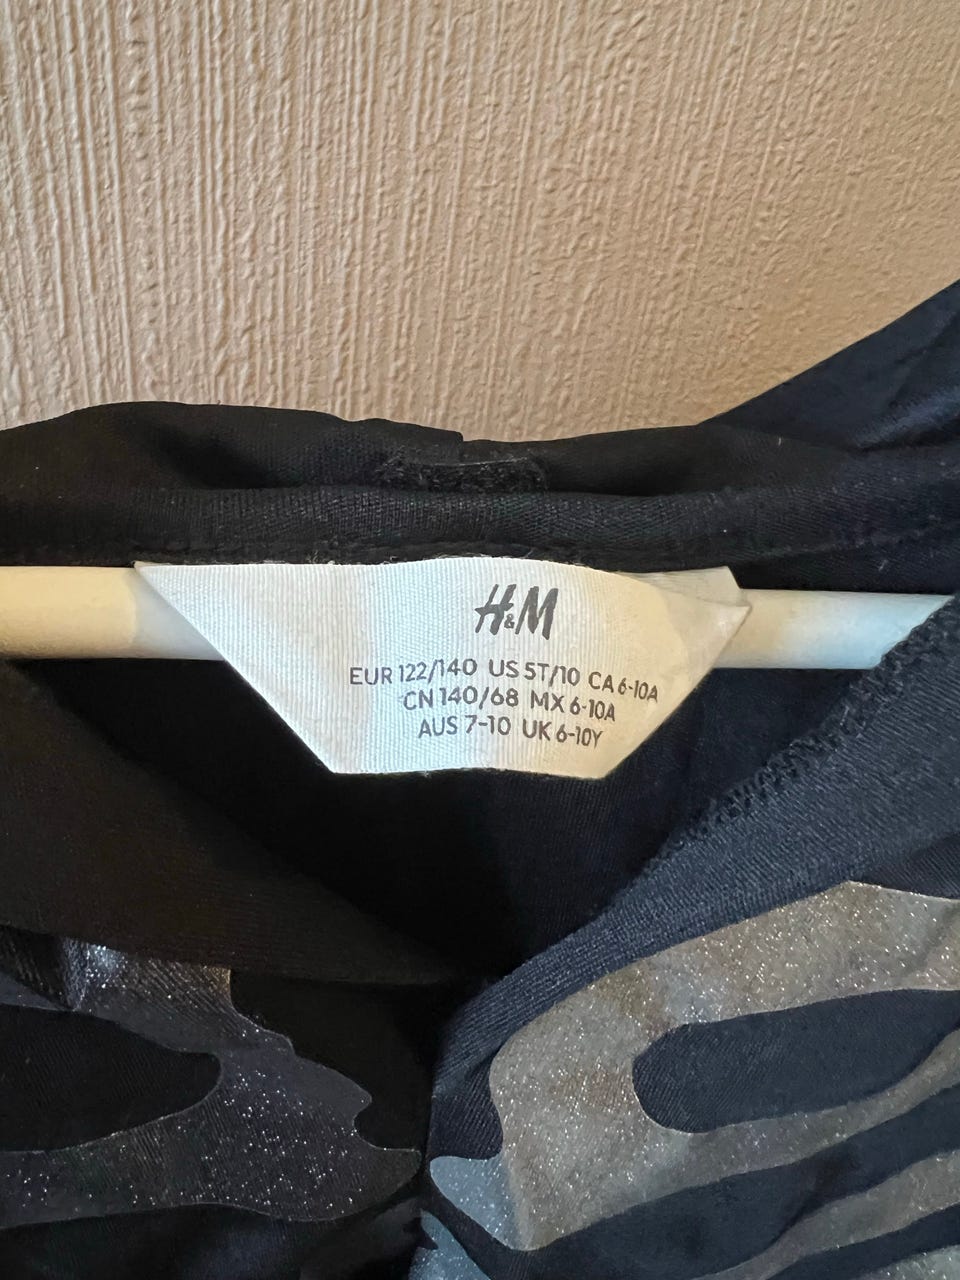 H&M
EUR 122/140 US 5T/10 CA 6-10A
CN 140/68 MX 6-10A
AUS 7-10 UK 6-10Y